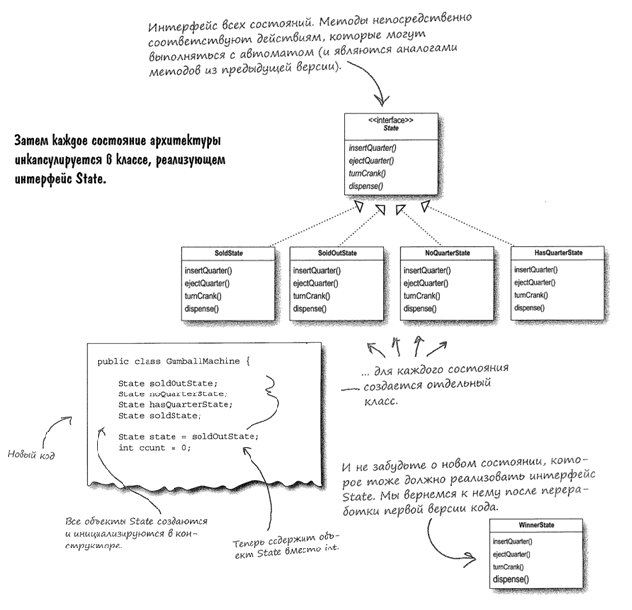 Интерфейс всех состояний. Методы непосредственно
соответствуют действиям, которые могут
выполняться с автоматом (и являются аналогами
методов из предыдущей версии).
<<interface>>
State
insertQuarter()
ejectQuarter()
turnCrank()
dispense()
Затем каждое состояние архитектуры
инкапсулируется в классе, реализующем
интерфейс State.
SoldState
insertQuarter()
ejectQuarter()
turnCrank()
dispense()
SoldOutState
insertQuarter()
ejectQuarter()
turnCrank()
dispense()
NoQuarterState
insertQuarter()
ejectQuarter()
turnCrank()
dispense()
HasQuarterState
insertQuarter()
ejectQuarter()
turnCrank()
dispense()
... для каждого состояния
создается отдельный
класс.
public class GumballMachine {
State soldOutState;
State noQuarterState;
State hasQuarterState;
State soldState;
State state = soldOutState;
int count = 0;
Новый код
Все объекты State создаются
и инициализируются в кон-
структоре.
Теперь содержит объ-
ект State вместо int.
И не забудьте о новом состоянии, кото-
рое тоже должно реализовать интерфейс
State. Мы вернемся к нему после перера-
ботки первой версии кода.
WinnerState
insertQuarter()
ejectQuarter()
turnCrank()
dispense()